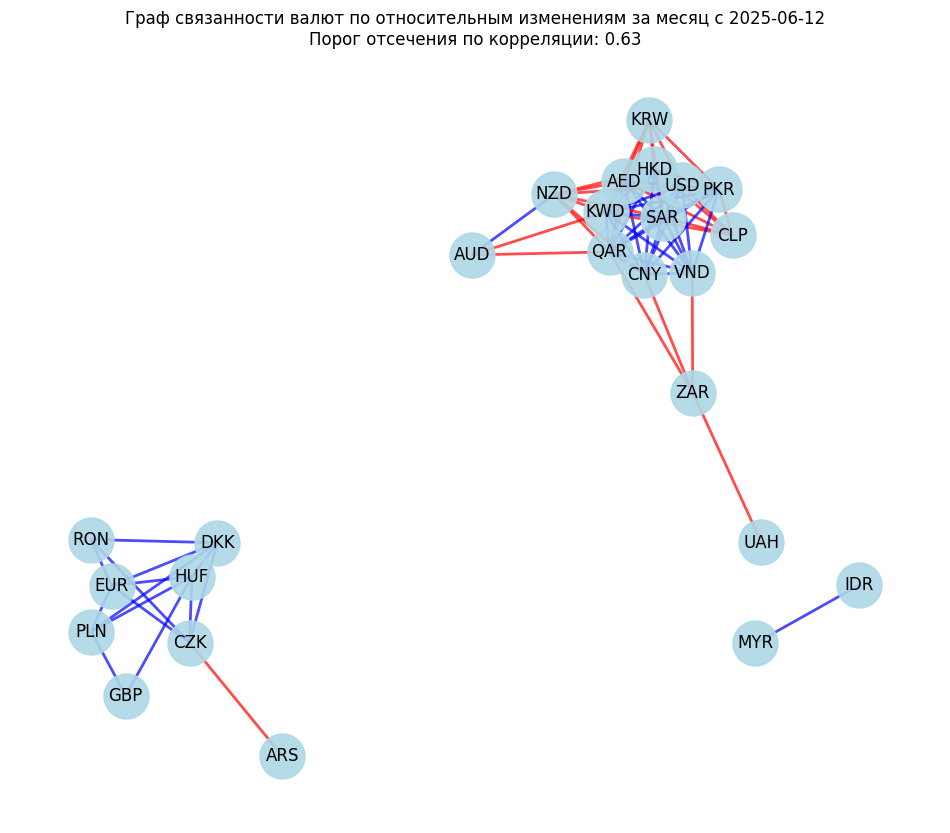 Граф связанности валют по относительным изменениям за месяц с 2025-06-12
Порог отсечения по корреляции: 0.63
KRW
HKD
AED
USD
PKR
NZD
KWD
SAR
CLP
AUD
QAR
CNY
VND
ZAR
RON
DKK
UAH
HUF
EUR
IDR
PLN
CZK
MYR
GBP
ARS